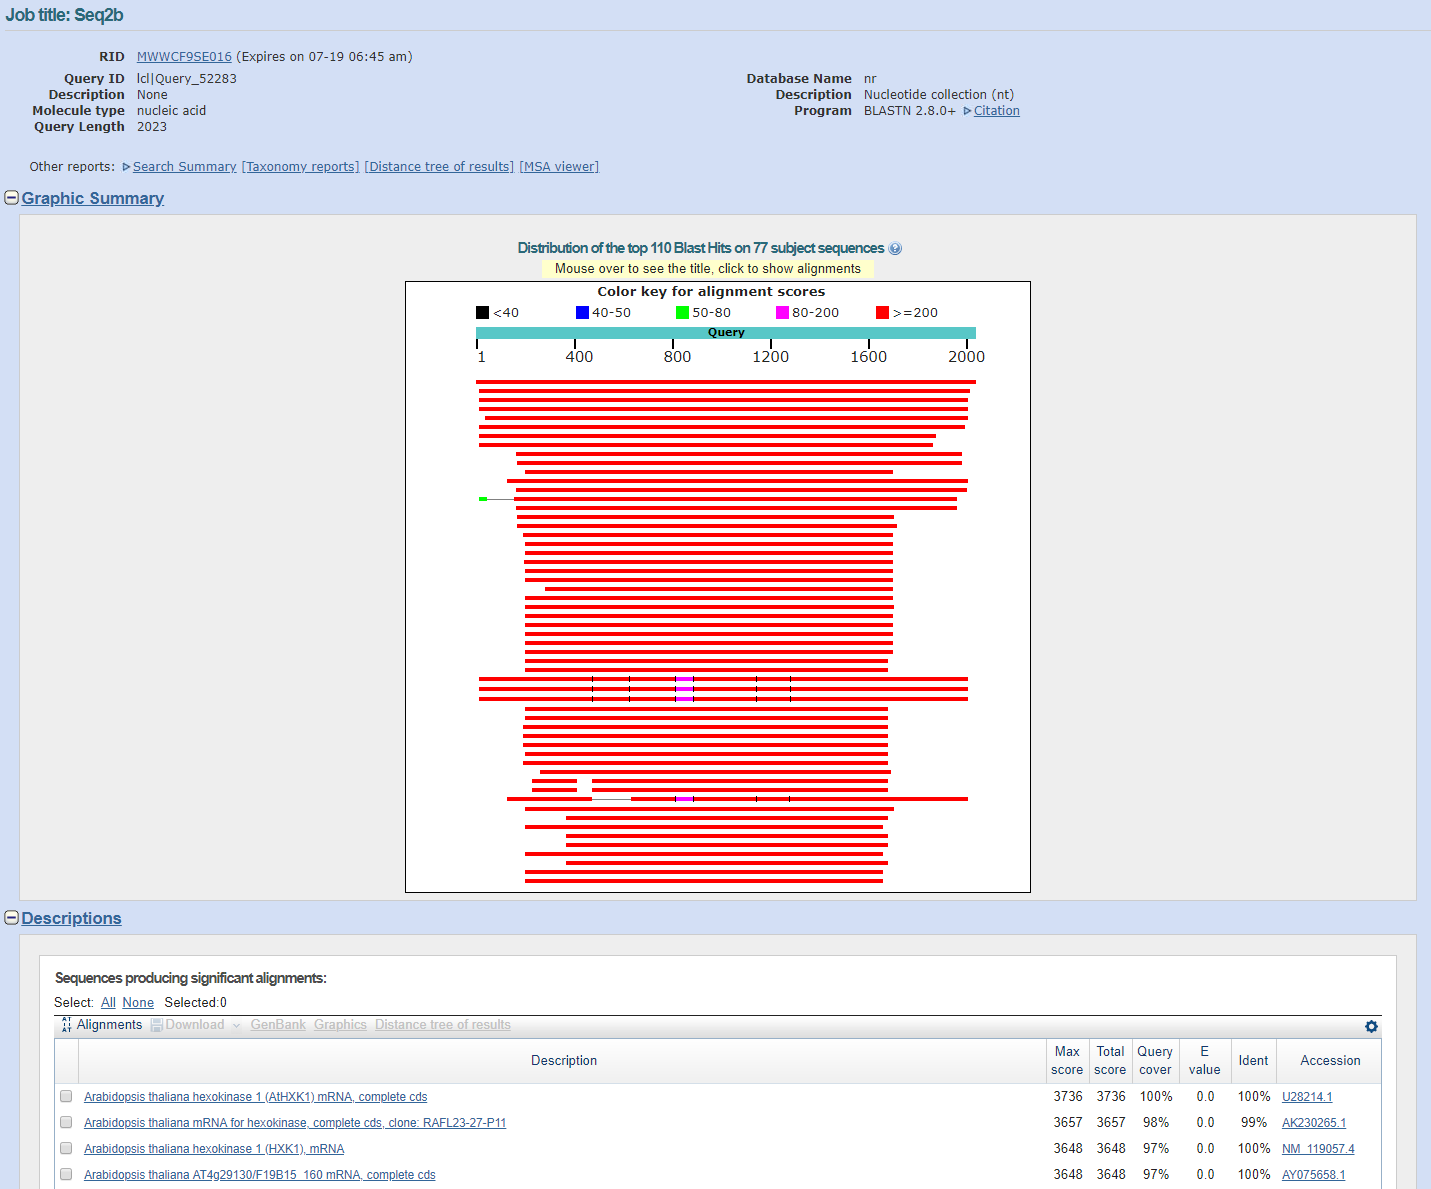 Job title: Seq2b
RID MWWCF9SE016 (Expires on 07-19 06:45 am)
Query ID lcl|Query_52283
Description None
Molecule type nucleic acid
Query Length 2023
Database Name nr
Description Nucleotide collection (nt)
Program BLASTN 2.8.0+ Citation
Other reports: Search Summary [Taxonomy reports] [Distance tree of results] [MSA viewer]
Graphic Summary
Distribution of the top 110 Blast Hits on 77 subject sequences
Mouse over to see the title, click to show alignments
Color key for alignment scores
<40 40-50 50-80 80-200 >=200
Query
1 400 800 1200 1600 2000
Descriptions
Sequences producing significant alignments:
Select: All None Selected:0
Alignments Download GenBank Graphics Distance tree of results
Description Max score Total score Query cover E value Ident Accession
Arabidopsis thaliana hexokinase 1 (AtHXK1) mRNA, complete cds 3736 3736 100% 0.0 100% U28214.1
Arabidopsis thaliana mRNA for hexokinase, complete cds, clone: RAFL23-27-P11 3657 3657 98% 0.0 99% AK230265.1
Arabidopsis thaliana hexokinase 1 (HXK1), mRNA 3648 3648 97% 0.0 100% NM_119057.4
Arabidopsis thaliana AT4g29130/F19B15_160 mRNA, complete cds 3648 3648 97% 0.0 100% AY075658.1